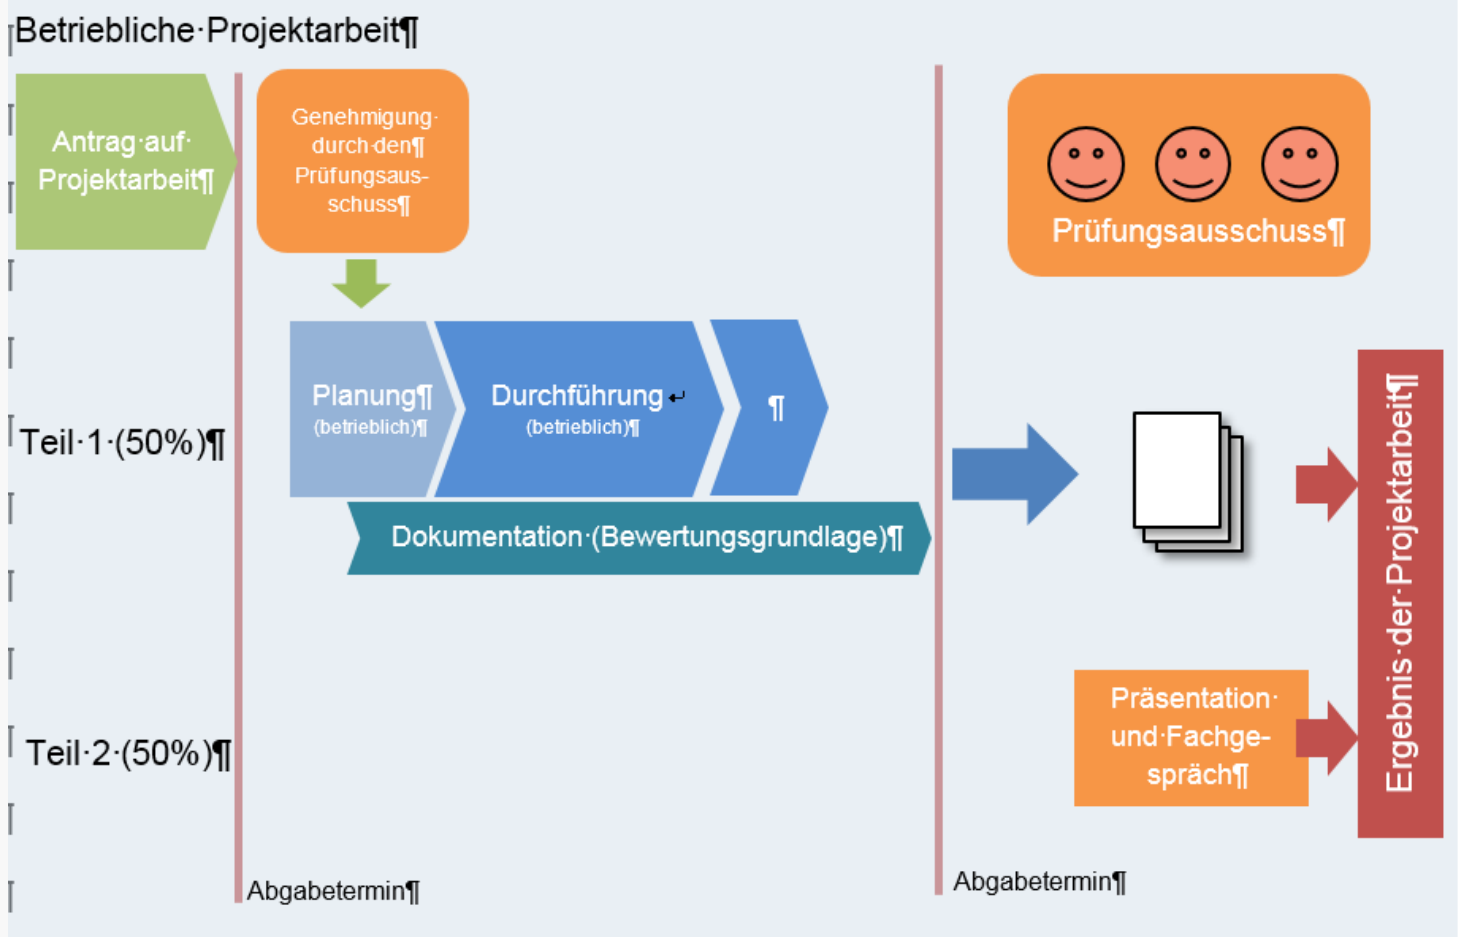 Betriebliche·Projektarbeit¶
Antrag·auf·
Projektarbeit¶
Genehmigung·
durch·den¶
Prüfungsaus-
schuss¶
Prüfungsausschuss¶
Planung¶
(betrieblich)¶
Durchführung↵
(betrieblich)¶
¶
Teil·1·(50%)¶
Dokumentation·(Bewertungsgrundlage)¶
Ergebnis·der·Projektarbeit¶
Teil·2·(50%)¶
Präsentation·
und·Fachge-
spräch¶
Abgabetermin¶
Abgabetermin¶